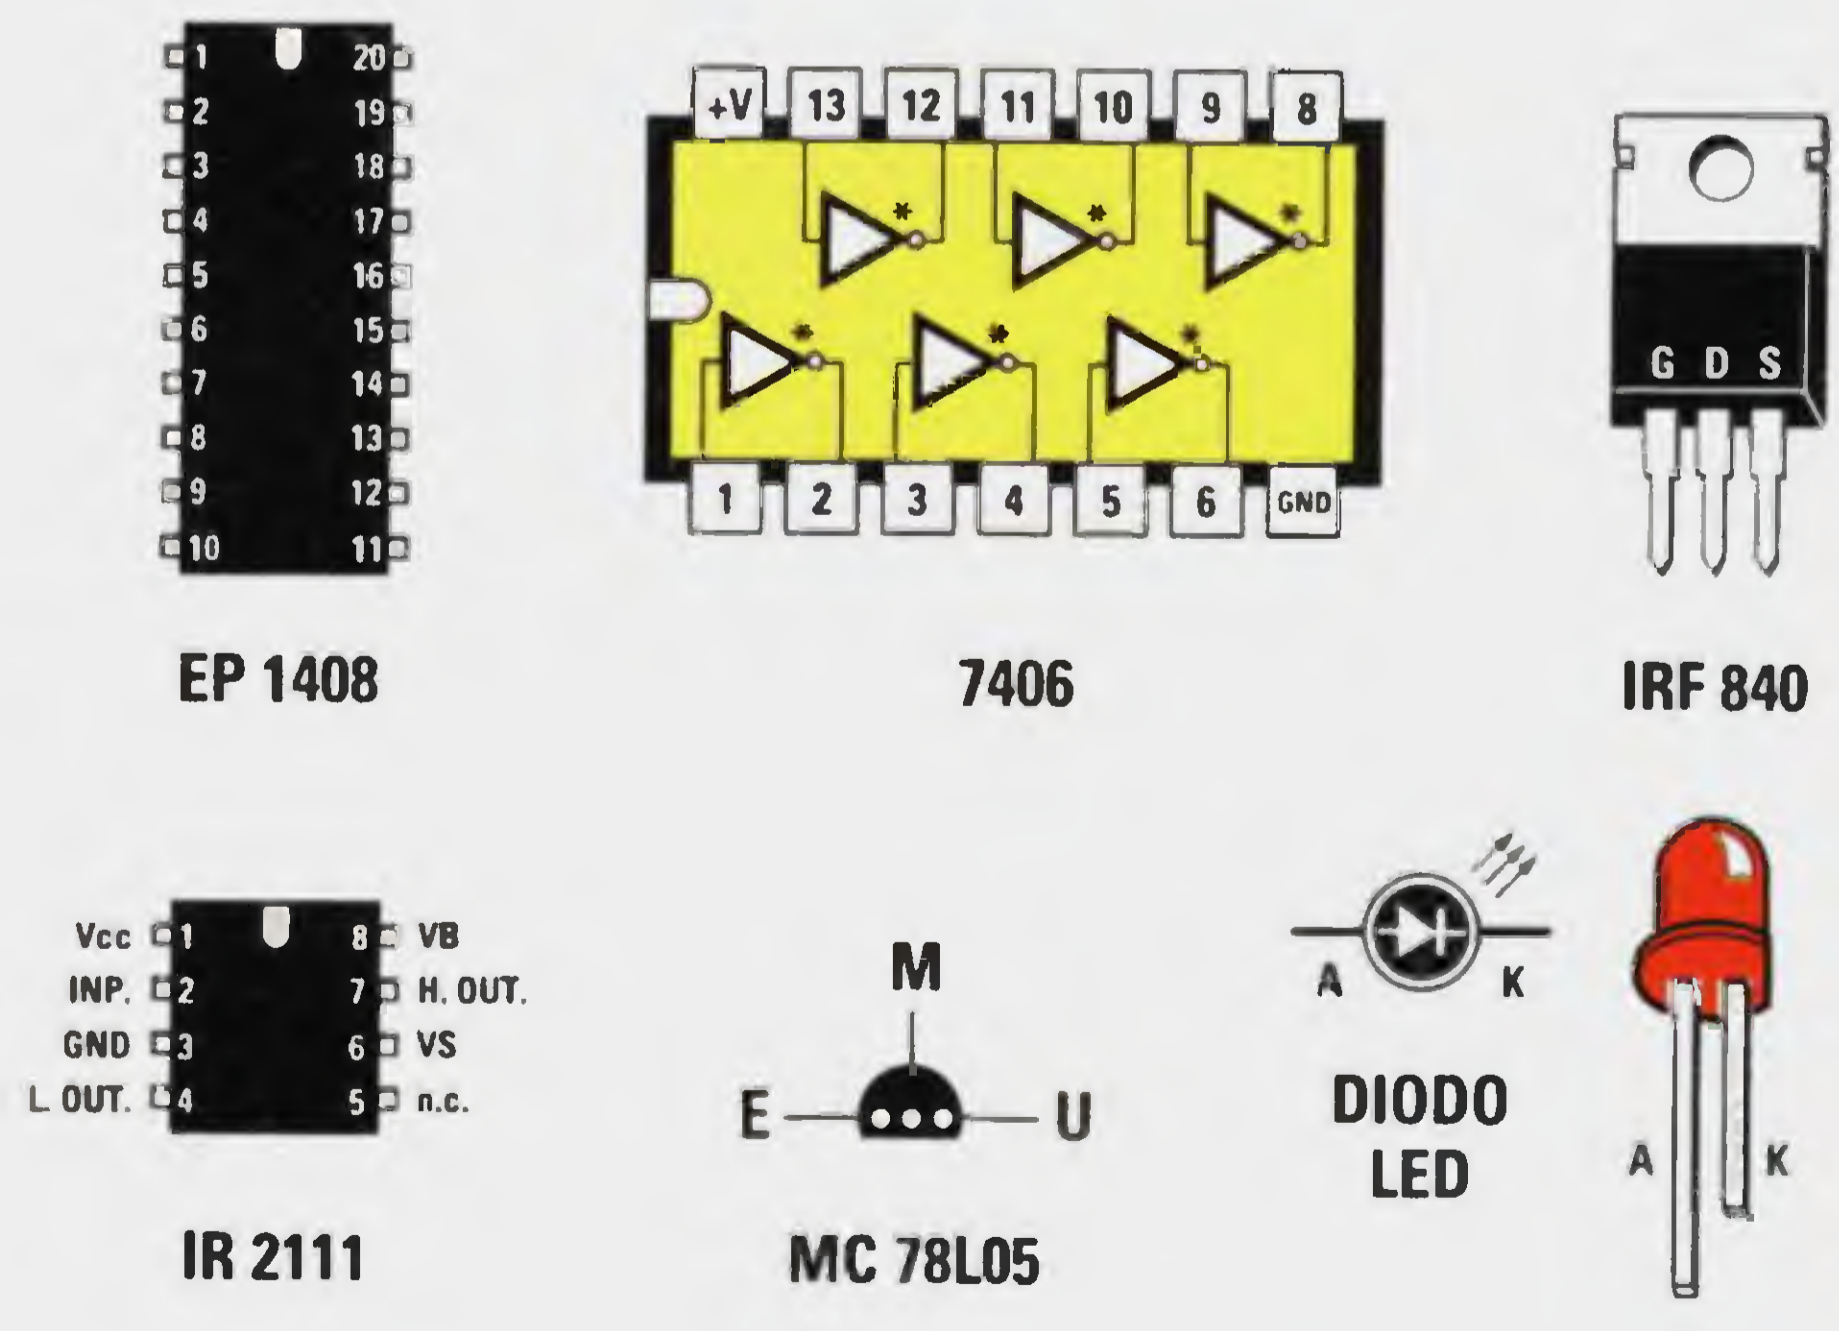 1 20
2 19
3 18
4 17
5 16
6 15
7 14
8 13
9 12
10 11
EP 1408
+V 13 12 11 10 9 8
* * *
* * *
1 2 3 4 5 6 GND
7406
G D S
IRF 840
Vcc 1 8 VB
INP. 2 7 H. OUT.
GND 3 6 VS
L OUT. 4 5 n.c.
IR 2111
M
E U
MC 78L05
A K
DIODO
LED
A K